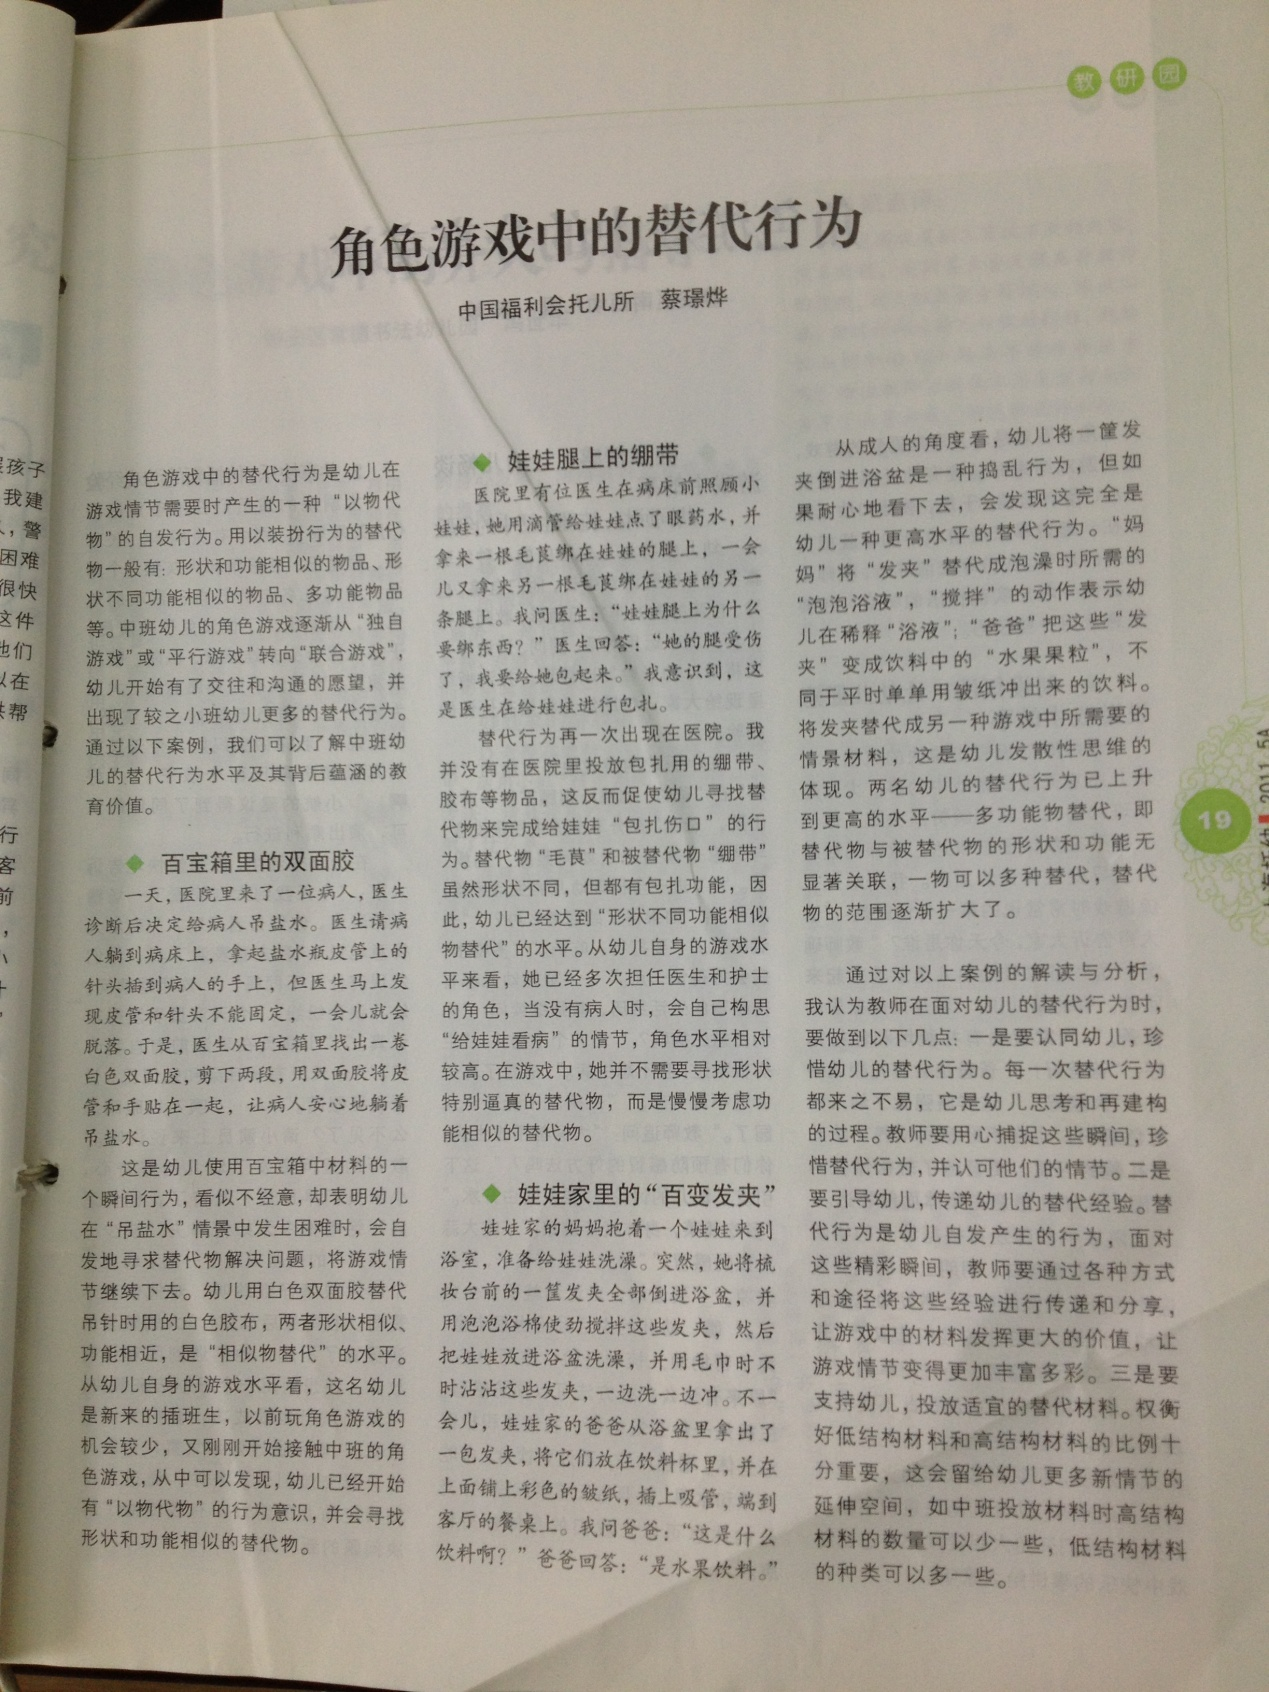 教研园
角色游戏中的替代行为
中国福利会托儿所 蔡璟烨
角色游戏中的替代行为是幼儿在
游戏情节需要时产生的一种“以物代
物”的自发行为。用以装扮行为的替代
物一般有：形状和功能相似的物品、形
状不同功能相似的物品、多功能物品
等。中班幼儿的角色游戏逐渐从“独自
游戏”或“平行游戏”转向“联合游戏”，
幼儿开始有了交往和沟通的愿望，并
出现了较之小班幼儿更多的替代行为。
通过以下案例，我们可以了解中班幼
儿的替代行为水平及其背后蕴涵的教
育价值。
◆ 百宝箱里的双面胶
一天，医院里来了一位病人，医生
诊断后决定给病人吊盐水。医生请病
人躺到病床上，拿起盐水瓶皮管上的
针头插到病人的手上，但医生马上发
现皮管和针头不能固定，一会儿就会
脱落。于是，医生从百宝箱里找出一卷
白色双面胶，剪下两段，用双面胶将皮
管和手贴在一起，让病人安心地躺着
吊盐水。
这是幼儿使用百宝箱中材料的一
个瞬间行为，看似不经意，却表明幼儿
在“吊盐水”情景中发生困难时，会自
发地寻求替代物解决问题，将游戏情
节继续下去。幼儿用白色双面胶替代
吊针时用的白色胶布，两者形状相似、
功能相近，是“相似物替代”的水平。
从幼儿自身的游戏水平看，这名幼儿
是新来的插班生，以前玩角色游戏的
机会较少，又刚刚开始接触中班的角
色游戏，从中可以发现，幼儿已经开始
有“以物代物”的行为意识，并会寻找
形状和功能相似的替代物。
◆ 娃娃腿上的绷带
医院里有位医生在病床前照顾小
娃娃，她用滴管给娃娃点了眼药水，并
拿来一根毛茛绑在娃娃的腿上，一会
儿又拿来另一根毛茛绑在娃娃的另一
条腿上。我问医生：“娃娃腿上为什么
要绑东西？”医生回答：“她的腿受伤
了，我要给她包起来。”我意识到，这
是医生在给娃娃进行包扎。
替代行为再一次出现在医院。我
并没有在医院里投放包扎用的绷带、
胶布等物品，这反而促使幼儿寻找替
代物来完成给娃娃“包扎伤口”的行
为。替代物“毛茛”和被替代物“绷带”
虽然形状不同，但都有包扎功能，因
此，幼儿已经达到“形状不同功能相似
物替代”的水平。从幼儿自身的游戏水
平来看，她已经多次担任医生和护士
的角色，当没有病人时，会自己构思
“给娃娃看病”的情节，角色水平相对
较高。在游戏中，她并不需要寻找形状
特别逼真的替代物，而是慢慢考虑功
能相似的替代物。
◆ 娃娃家里的“百变发夹”
娃娃家的妈妈抱着一个娃娃来到
浴室，准备给娃娃洗澡。突然，她将梳
妆台前的一筐发夹全部倒进浴盆，并
用泡泡浴棉使劲搅拌这些发夹，然后
把娃娃放进浴盆洗澡，并用毛巾时不
时沾沾这些发夹，一边洗一边冲。不一
会儿，娃娃家的爸爸从浴盆里拿出了
一包发夹，将它们放在饮料杯里，并在
上面铺上彩色的皱纸，插上吸管，端到
客厅的餐桌上。我问爸爸：“这是什么
饮料啊？”爸爸回答：“是水果饮料。”
从成人的角度看，幼儿将一筐发
夹倒进浴盆是一种捣乱行为，但如
果耐心地看下去，会发现这完全是
幼儿一种更高水平的替代行为。“妈
妈”将“发夹”替代成泡澡时所需的
“泡泡浴液”，“搅拌”的动作表示幼
儿在稀释“浴液”；“爸爸”把这些“发
夹”变成饮料中的“水果果粒”，不
同于平时单单用皱纸冲出来的饮料。
将发夹替代成另一种游戏中所需要的
情景材料，这是幼儿发散性思维的
体现。两名幼儿的替代行为已上升
到更高的水平——多功能物替代，即
替代物与被替代物的形状和功能无
显著关联，一物可以多种替代，替代
物的范围逐渐扩大了。
通过对以上案例的解读与分析，
我认为教师在面对幼儿的替代行为时，
要做到以下几点：一是要认同幼儿，珍
惜幼儿的替代行为。每一次替代行为
都来之不易，它是幼儿思考和再建构
的过程。教师要用心捕捉这些瞬间，珍
惜替代行为，并认可他们的情节。二是
要引导幼儿，传递幼儿的替代经验。替
代行为是幼儿自发产生的行为，面对
这些精彩瞬间，教师要通过各种方式
和途径将这些经验进行传递和分享，
让游戏中的材料发挥更大的价值，让
游戏情节变得更加丰富多彩。三是要
支持幼儿，投放适宜的替代材料。权衡
好低结构材料和高结构材料的比例十
分重要，这会留给幼儿更多新情节的
延伸空间，如中班投放材料时高结构
材料的数量可以少一些，低结构材料
的种类可以多一些。
19
2011.5A
孩子
我建
，警
困难
很快
这件
他们
以在
帮
行
客
前